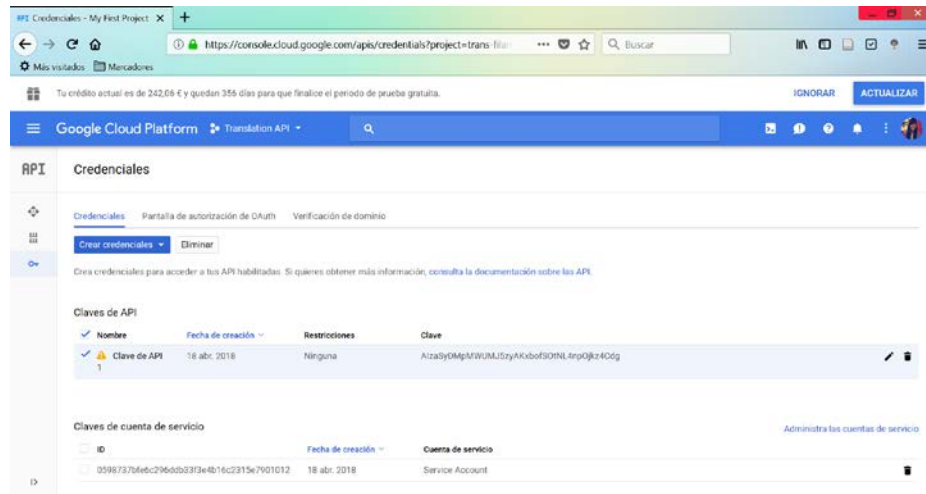 API Credenciales - My First Project
https://console.cloud.google.com/apis/credentials?project=trans
Buscar
Más visitados Marcadores
Tu crédito actual es de 242,06 € y quedan 356 días para que finalice el periodo de prueba gratuita.
IGNORAR
ACTUALIZAR
Google Cloud Platform
Translation API
API
Credenciales
Credenciales Pantalla de autorización de OAuth Verificación de dominio
Crear credenciales Eliminar
Crea credenciales para acceder a tus API habilitadas. Si quieres obtener más información, consulta la documentación sobre las API.
Claves de API
Nombre Fecha de creación Restricciones Clave
Clave de API 18 abr. 2018 Ninguna
1
Claves de cuenta de servicio
Administra las cuentas de servicio
ID Fecha de creación Cuenta de servicio
18 abr. 2018 Service Account